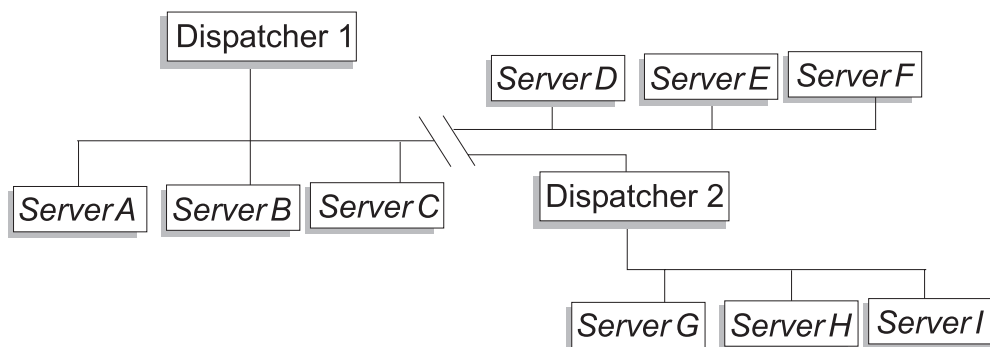 Dispatcher 1
Server D
Server E
Server F
Server A
Server B
Server C
Dispatcher 2
Server G
Server H
Server I